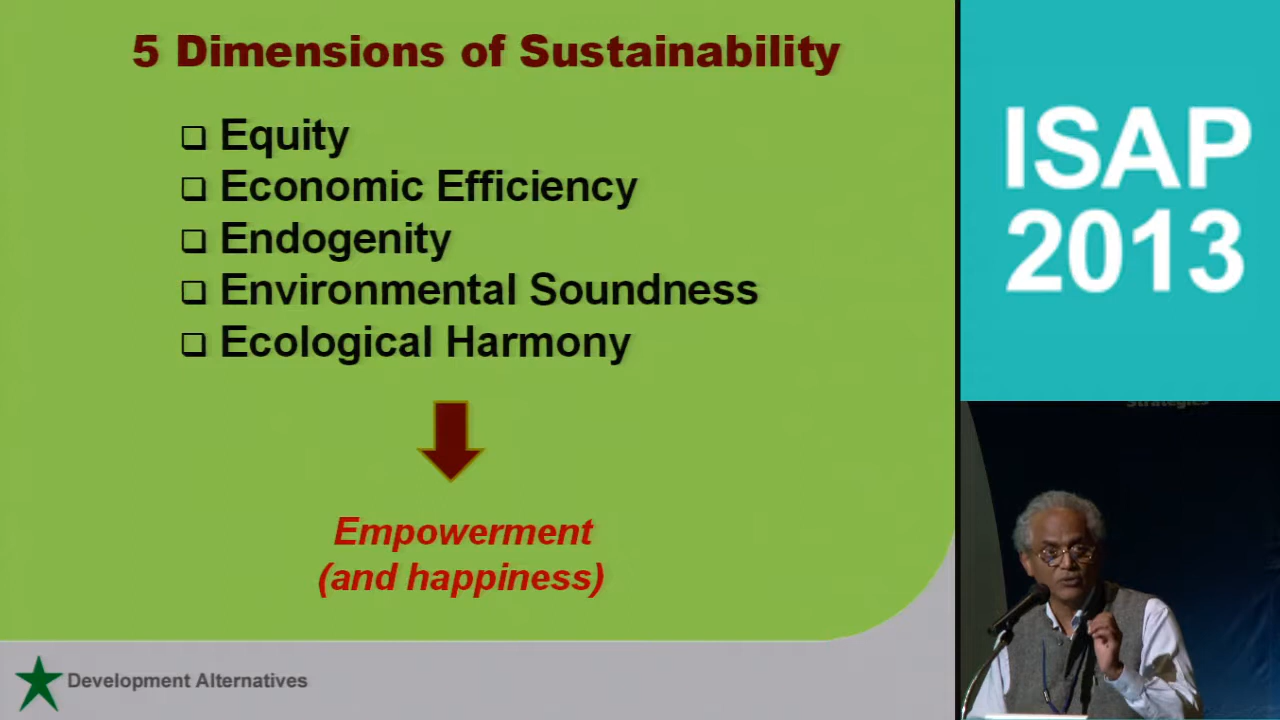 5 Dimensions of Sustainability
Equity
Economic Efficiency
Endogenity
Environmental Soundness
Ecological Harmony
Empowerment
(and happiness)
Development Alternatives
ISAP
2013
Strategies